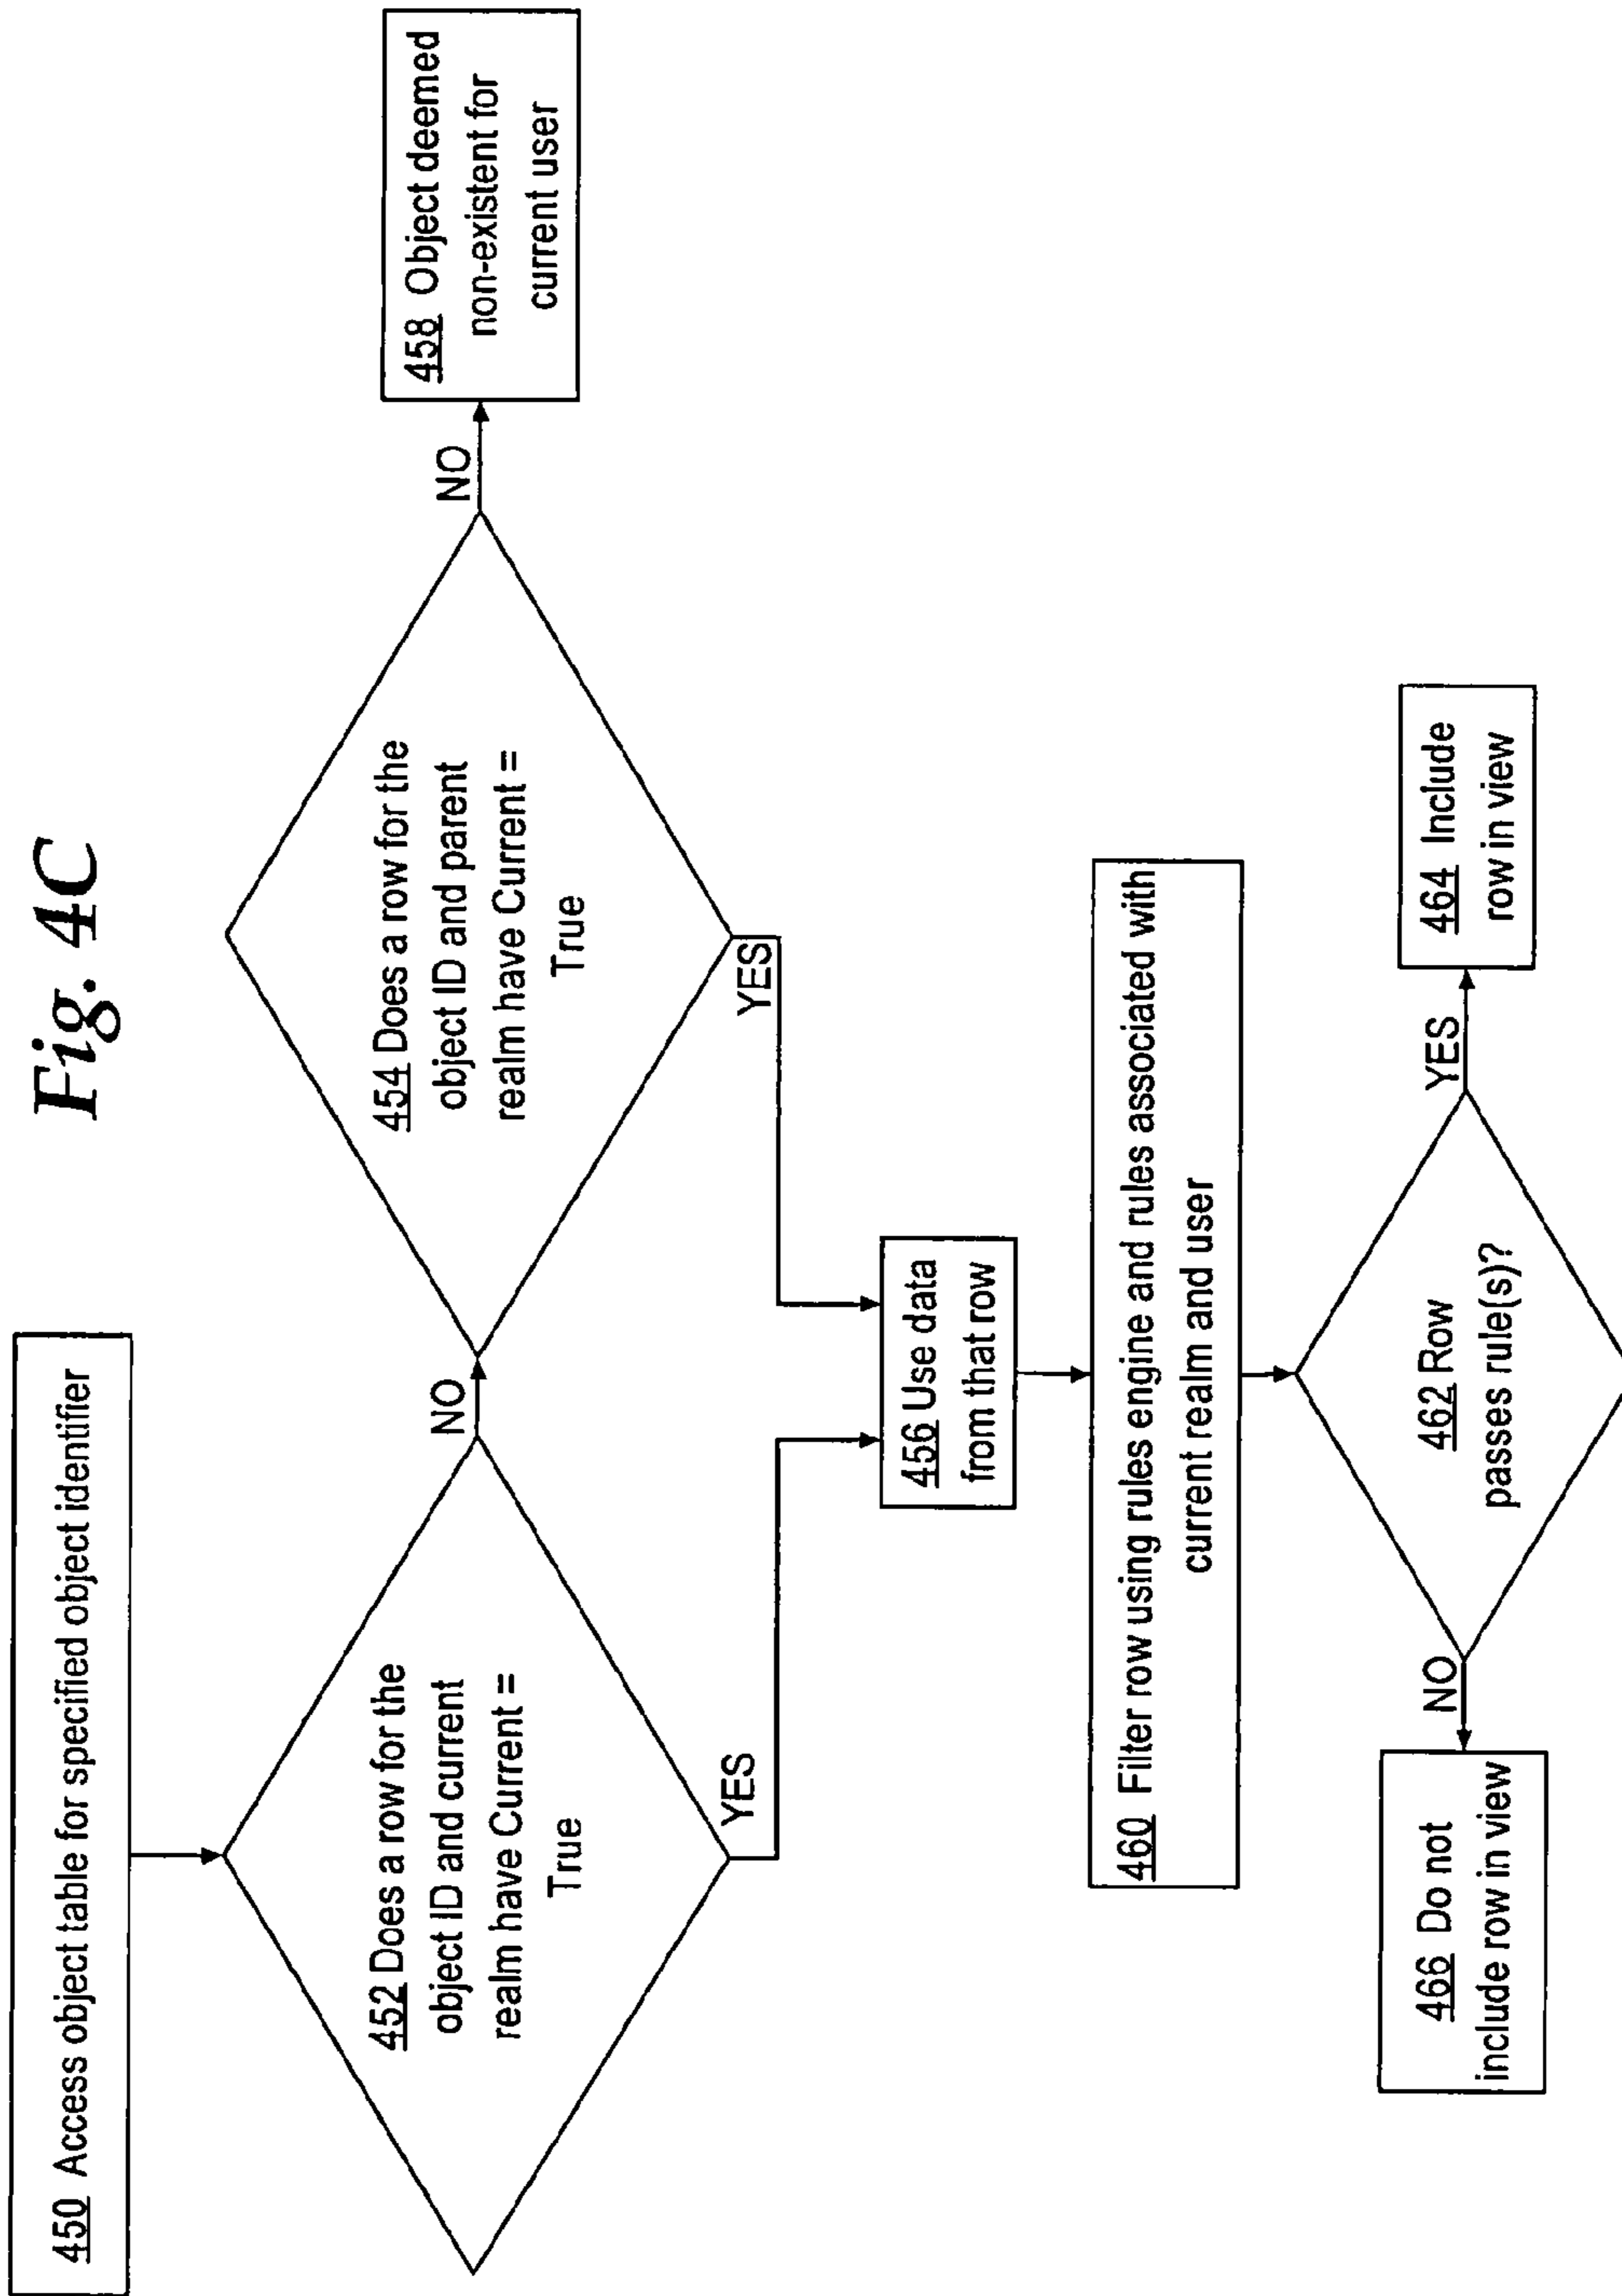 Fig. 4C
450 Access object table for specified object identifier
452 Does a row for the
object ID and current
realm have Current =
True
NO
YES
454 Does a row for the
object ID and parent
realm have Current =
True
NO
YES
458 Object deemed
non-existent for
current user
456 Use data
from that row
460 Filter row using rules engine and rules associated with
current realm and user
462 Row
passes rule(s)?
NO
YES
466 Do not
include row in view
464 Include
row in view